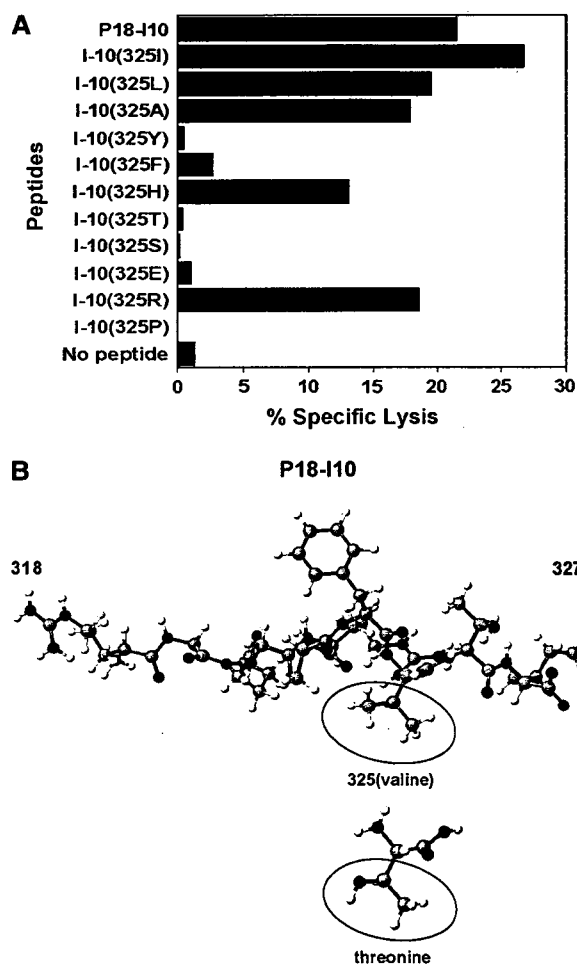 A
Peptides
P18-I10
I-10(325I)
I-10(325L)
I-10(325A)
I-10(325Y)
I-10(325F)
I-10(325H)
I-10(325T)
I-10(325S)
I-10(325E)
I-10(325R)
I-10(325P)
No peptide
0 5 10 15 20 25 30
% Specific Lysis
B
P18-I10
318
327
325(valine)
threonine